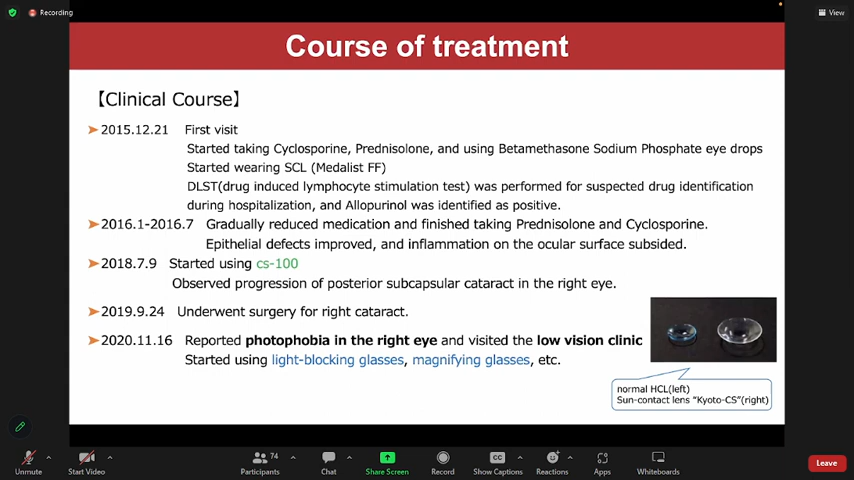 Recording
View
Course of treatment
【Clinical Course】
➤2015.12.21 First visit
Started taking Cyclosporine, Prednisolone, and using Betamethasone Sodium Phosphate eye drops
Started wearing SCL (Medalist FF)
DLST(drug induced lymphocyte stimulation test) was performed for suspected drug identification
during hospitalization, and Allopurinol was identified as positive.
➤2016.1-2016.7 Gradually reduced medication and finished taking Prednisolone and Cyclosporine.
Epithelial defects improved, and inflammation on the ocular surface subsided.
➤2018.7.9 Started using cs-100
Observed progression of posterior subcapsular cataract in the right eye.
➤2019.9.24 Underwent surgery for right cataract.
➤2020.11.16 Reported photophobia in the right eye and visited the low vision clinic
Started using light-blocking glasses, magnifying glasses, etc.
normal HCL(left)
Sun-contact lens "Kyoto-CS"(right)
Unmute
Start Video
Participants 74
Chat
Share Screen
Record
Show Captions
Reactions
Apps
Whiteboards
Leave